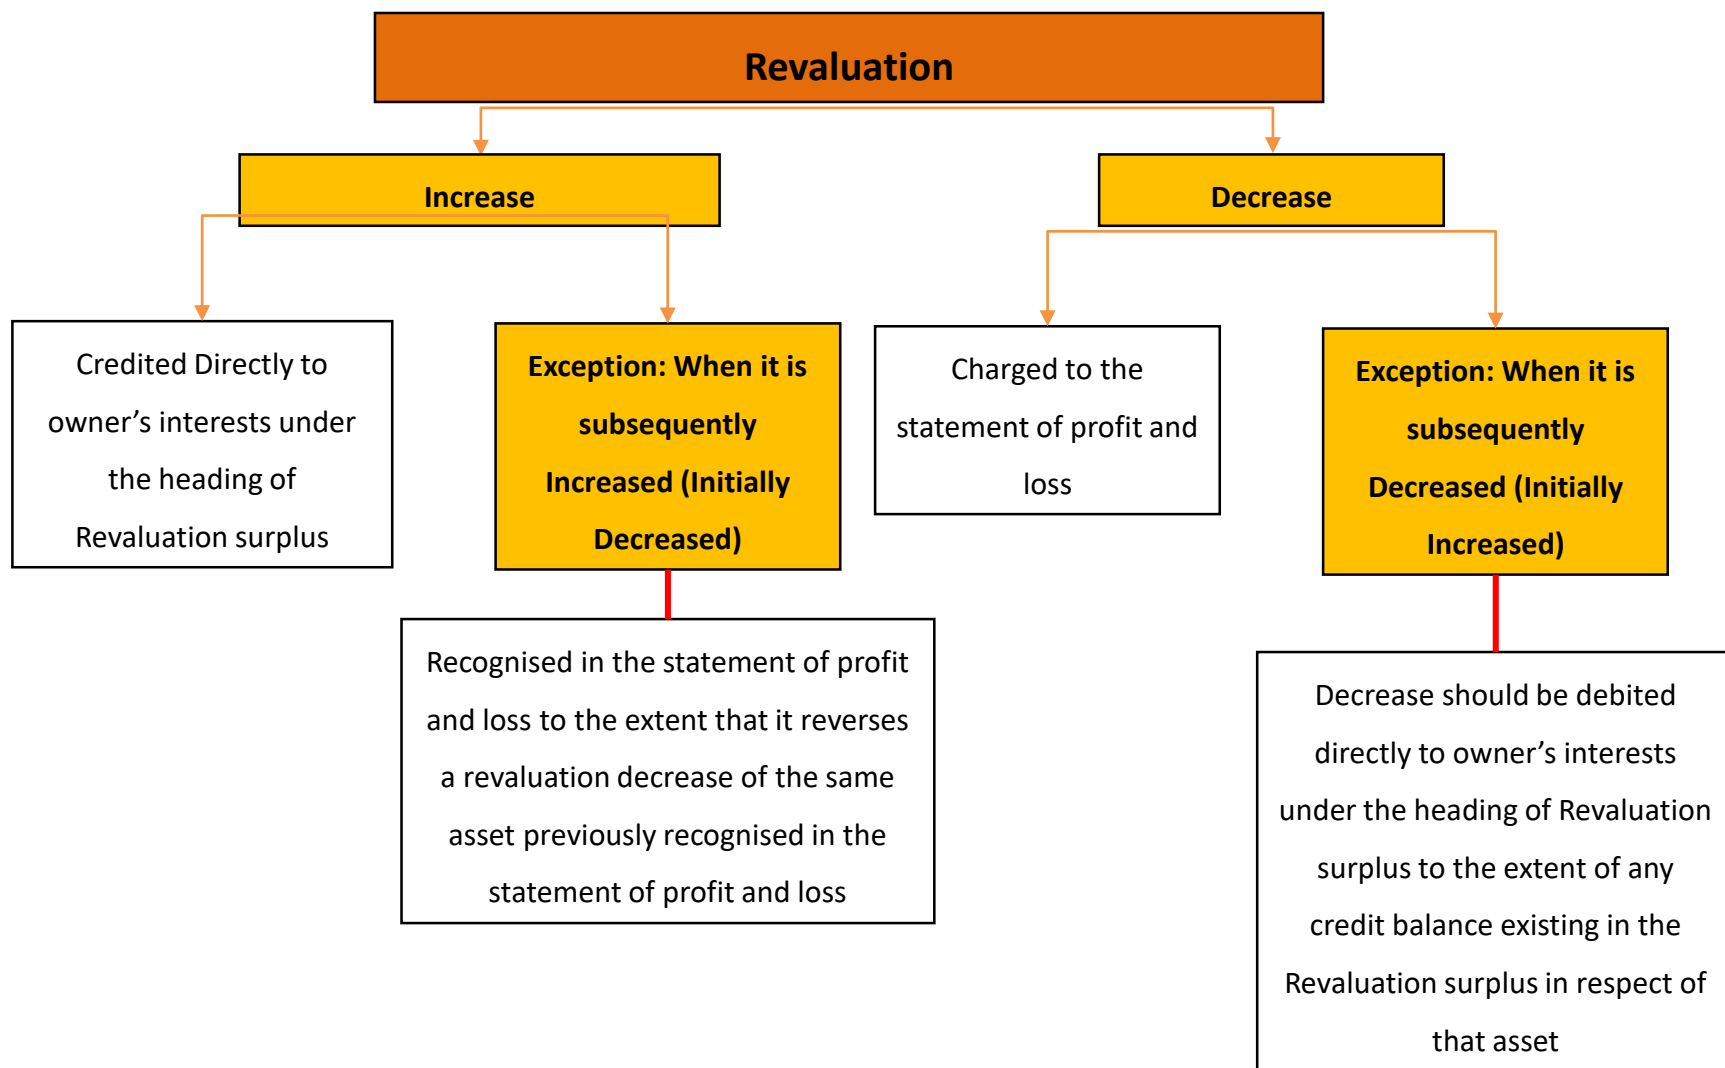 Revaluation
Increase
Decrease
Credited Directly to
owner’s interests under
the heading of
Revaluation surplus
Exception: When it is
subsequently
Increased (Initially
Decreased)
Charged to the
statement of profit and
loss
Exception: When it is
subsequently
Decreased (Initially
Increased)
Recognised in the statement of profit
and loss to the extent that it reverses
a revaluation decrease of the same
asset previously recognised in the
statement of profit and loss
Decrease should be debited
directly to owner’s interests
under the heading of Revaluation
surplus to the extent of any
credit balance existing in the
Revaluation surplus in respect of
that asset